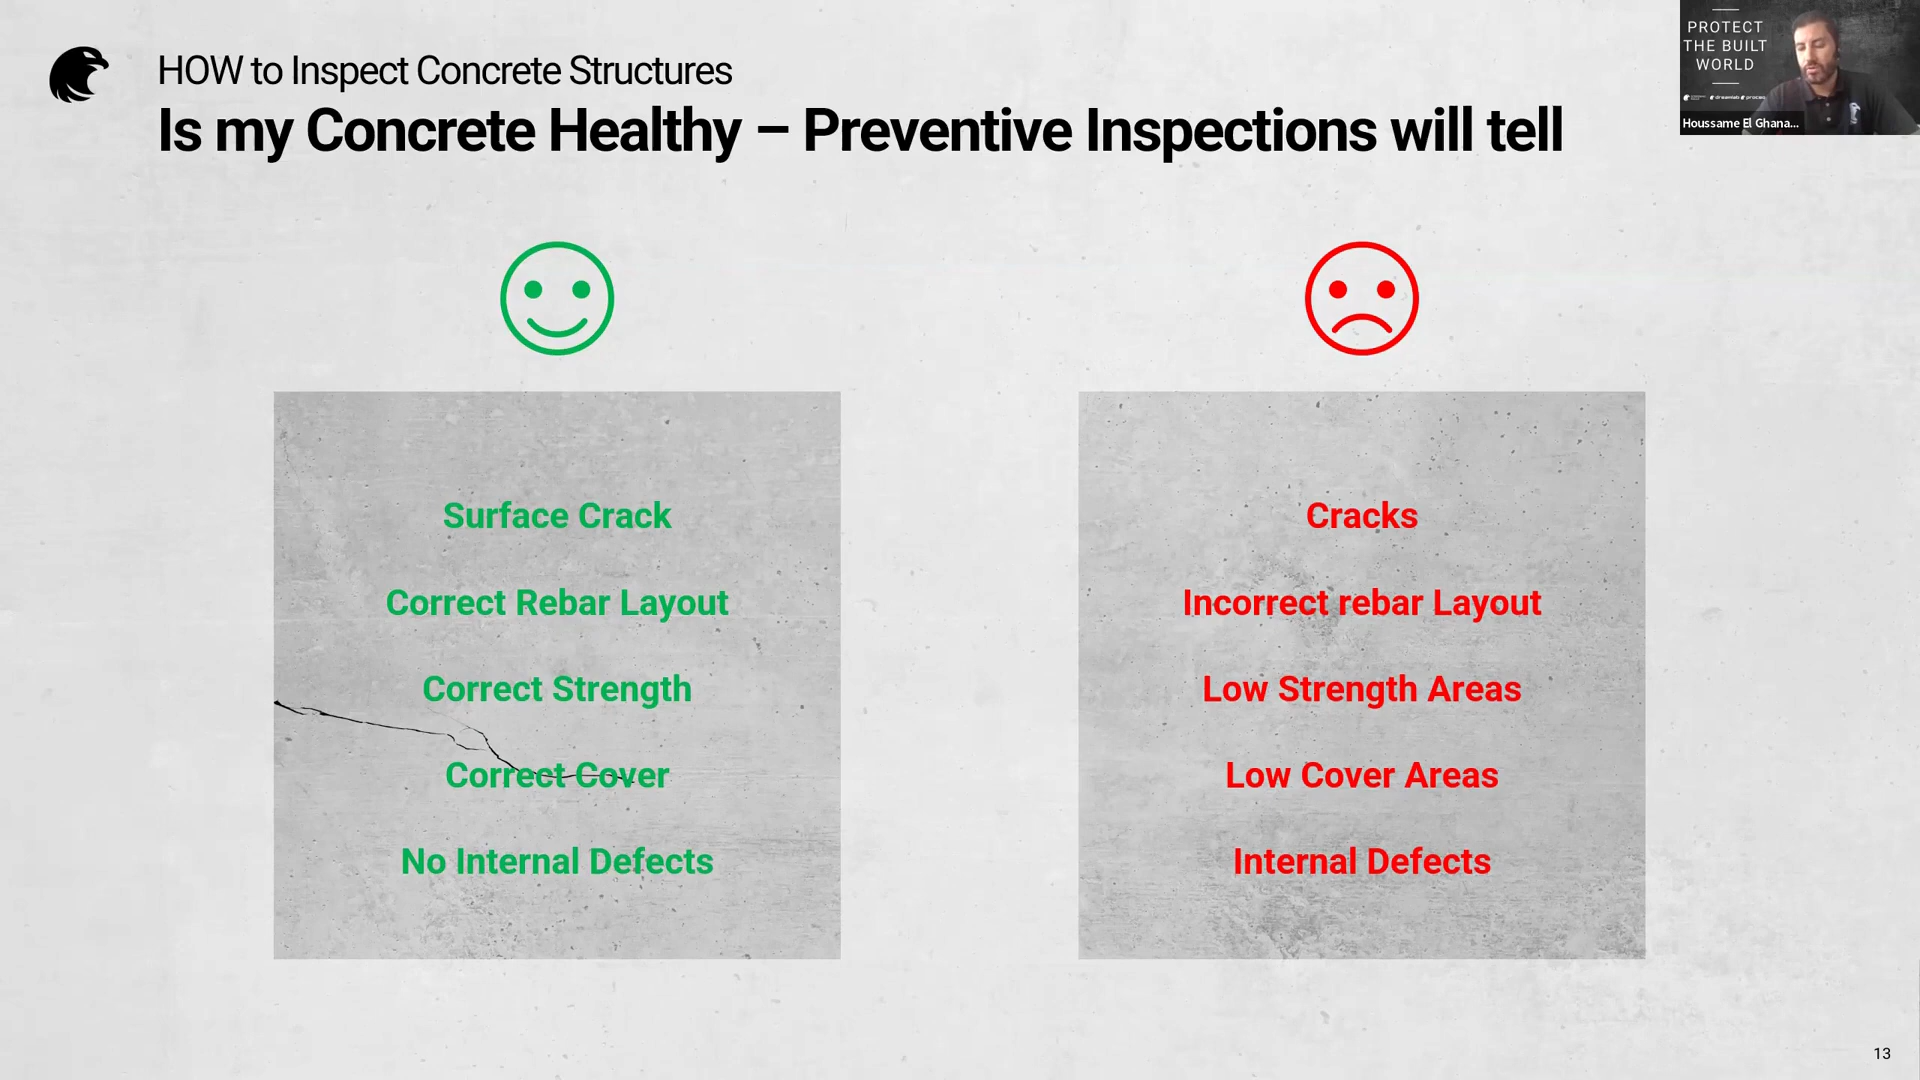 HOW to Inspect Concrete Structures
Is my Concrete Healthy – Preventive Inspections will tell
PROTECT
THE BUILT
WORLD
Houssame El Ghana...
Surface Crack
Correct Rebar Layout
Correct Strength
Correct Cover
No Internal Defects
Cracks
Incorrect rebar Layout
Low Strength Areas
Low Cover Areas
Internal Defects
13